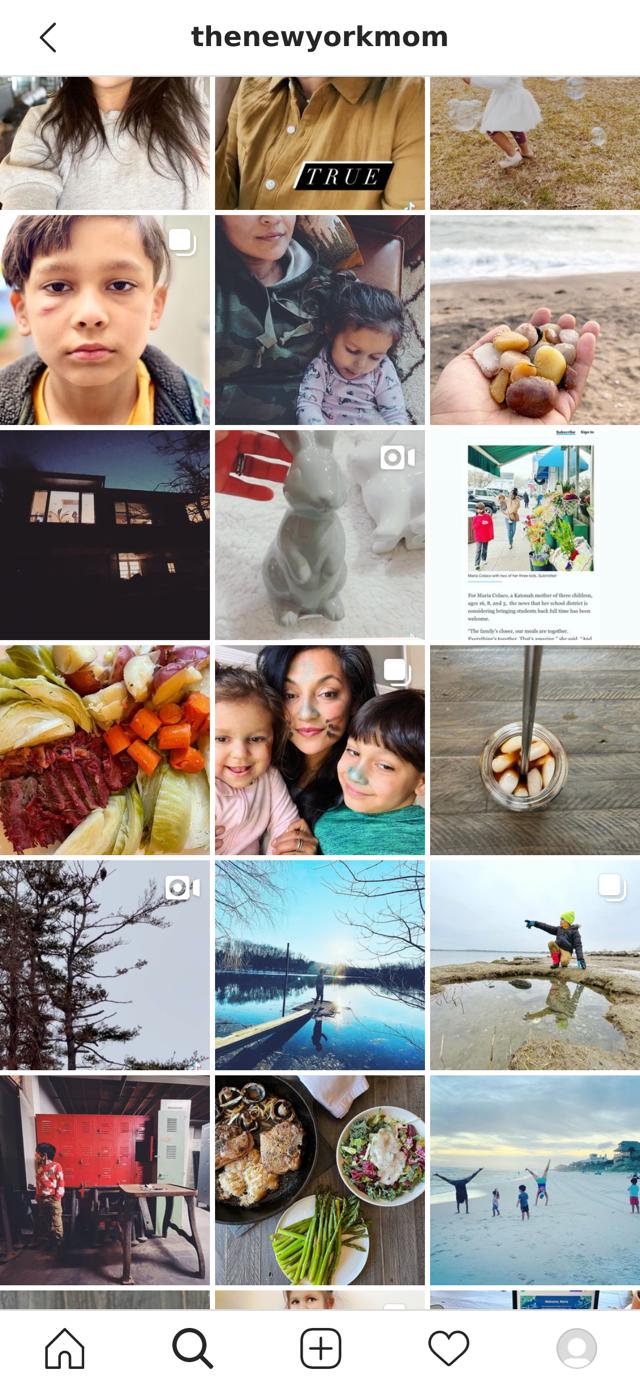 thenewyorkmom
TRUE
Subscribe Sign In
Maria Colaco with two of her three kids. Submitted
For Maria Colaco, a Katonah mother of three children,
ages 16, 8, and 3, the news that her school district is
considering bringing students back full time has been
welcome.
"The family's closer, our meals are together.
Everything's together. That's amazing," she said. "And